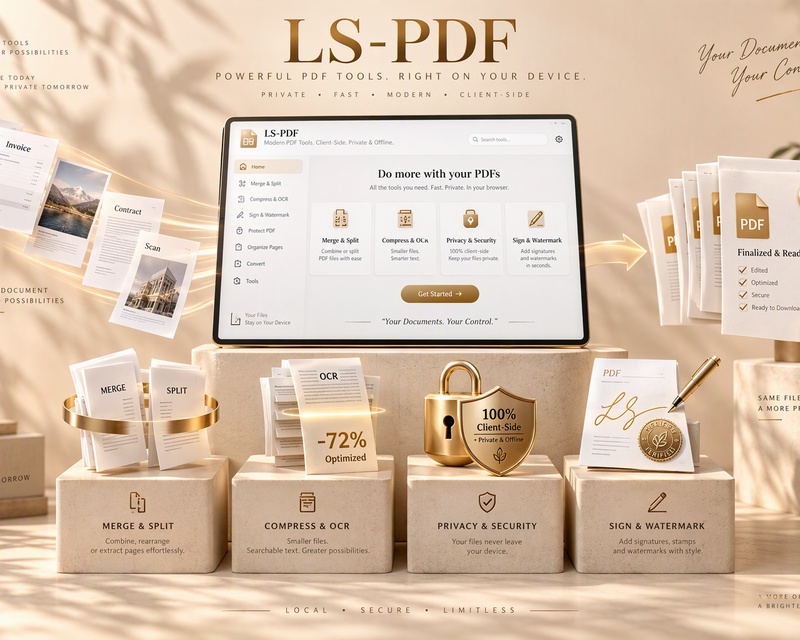 LS-PDF
POWERFUL PDF TOOLS. RIGHT ON YOUR DEVICE.
PRIVATE • FAST • MODERN • CLIENT-SIDE
TOOLS
POSSIBILITIES
TODAY
PRIVATE TOMORROW
Your
Your
Invoice
Contract
Scan
DOCUMENT
POSSIBILITIES
LS-PDF
Modern PDF Tools. Client-Side. Private & Offline.
Search tools...
Home
Merge & Split
Compress & OCR
Sign & Watermark
Protect PDF
Organize Pages
Convert
Tools
Your Files
Stay on Your Device
Do more with your PDFs
All the tools you need. Fast. Private. In your browser.
Merge & Split
Combine or split
PDF files with ease
Compress & OCR
Smaller files.
Smarter text.
Privacy & Security
100% client-side
Keep your files private.
Sign & Watermark
Add signatures
and watermarks
in seconds.
Get Started →
“Your Documents. Your Control.”
PDF
Finalized &
Edited
Optimized
Secure
Ready to
MERGE
SPLIT
OCR
-72%
Optimized
100%
Client-Side
• Private & Offline
PDF
LS
VERIFIED
SAME
A MORE
MERGE & SPLIT
Combine, rearrange
or extract pages effortlessly.
COMPRESS & OCR
Smaller files.
Searchable text. Greater possibilities.
PRIVACY & SECURITY
Your files never leave
your device.
SIGN & WATERMARK
Add signatures, stamps
and watermarks with style.
LOCAL • SECURE • LIMITLESS
A MORE